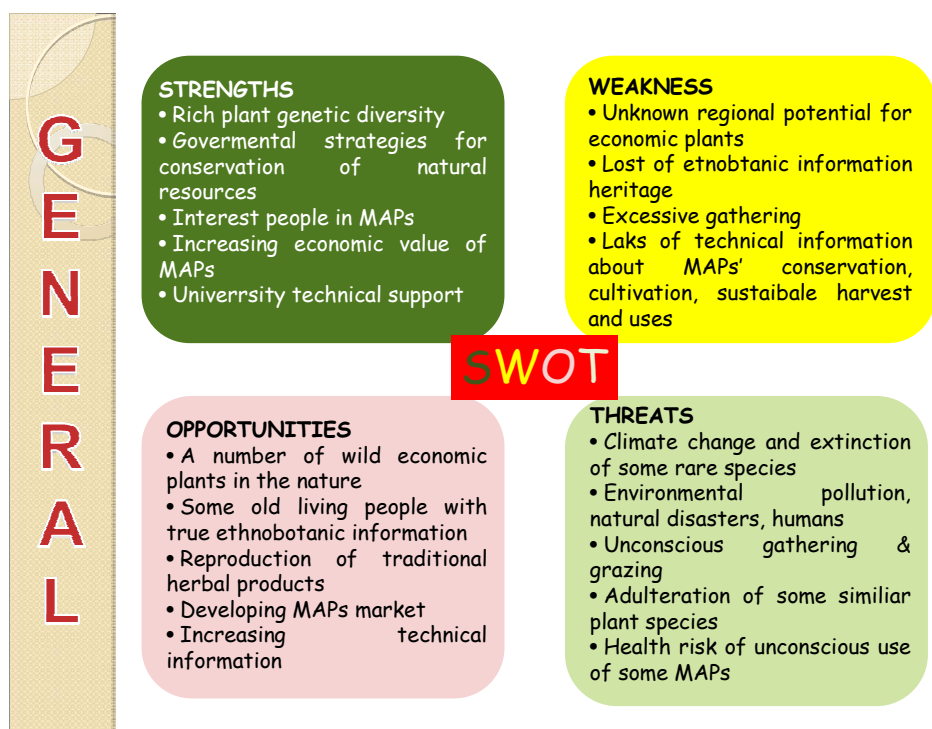 GENERAL
STRENGTHS
• Rich plant genetic diversity
• Govermental strategies for
conservation of natural
resources
• Interest people in MAPs
• Increasing economic value of
MAPs
• Univerrsity technical support
WEAKNESS
• Unknown regional potential for
economic plants
• Lost of etnobtanic information
heritage
• Excessive gathering
• Laks of technical information
about MAPs’ conservation,
cultivation, sustaibale harvest
and uses
SWOT
OPPORTUNITIES
• A number of wild economic
plants in the nature
• Some old living people with
true ethnobotanic information
• Reproduction of traditional
herbal products
• Developing MAPs market
• Increasing technical
information
THREATS
• Climate change and extinction
of some rare species
• Environmental pollution,
natural disasters, humans
• Unconscious gathering &
grazing
• Adulteration of some similiar
plant species
• Health risk of unconscious use
of some MAPs